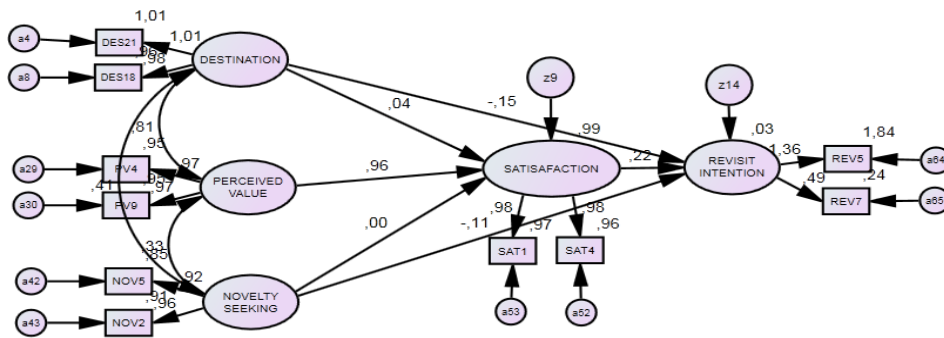 1,01
a4
DES21
1,01
DESTINATION
,96
,98
a8
DES18
z9
z14
,04
-,15
,81
,99
,03
1,84
,95
1,36
REV5
a64
a29
PV4
,97
,96
SATISAFACTION
,22
REVISIT
INTENTION
,95
PERCEIVED
VALUE
,49
,24
,41
,97
a30
PV9
REV7
a65
,98
,98
,00
-,11
,97
,96
,33
,85
SAT1
SAT4
a42
NOV5
,92
NOVELTY
SEEKING
,91
,96
a43
NOV2
a53
a52